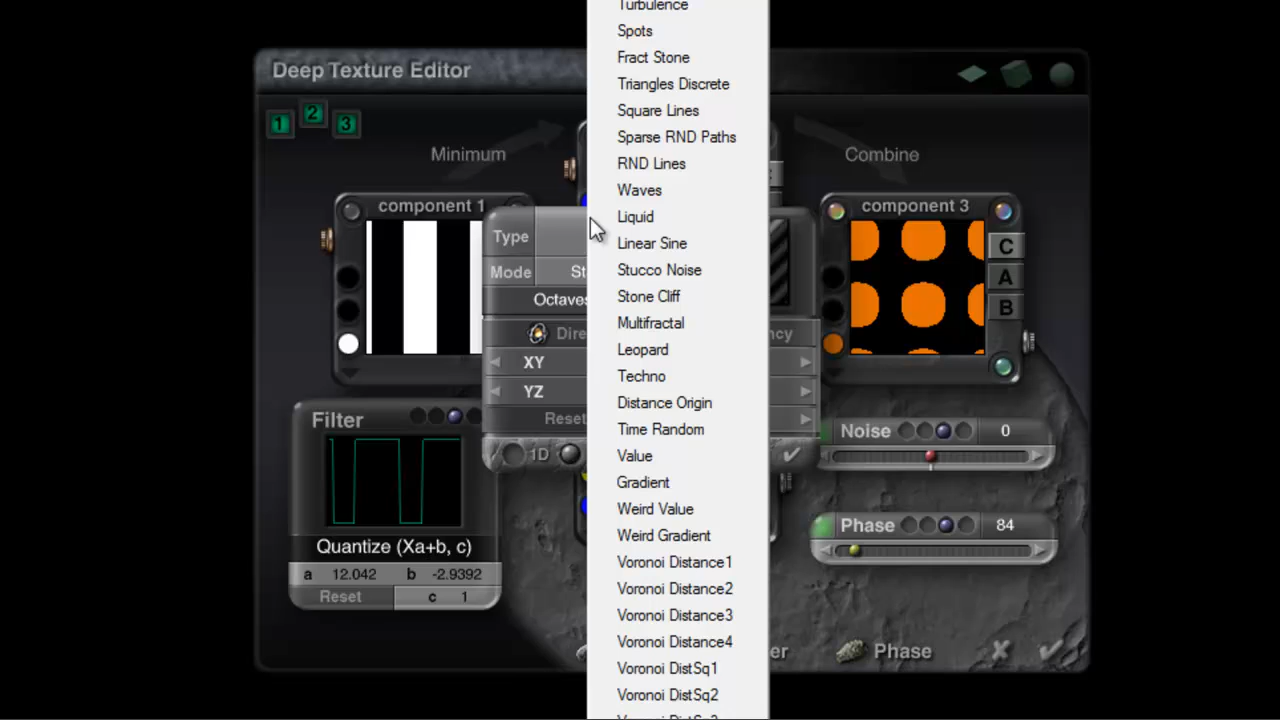 Deep Texture Editor
1
2
3
Minimum
Combine
component 1
component 3
C
A
B
Type
Mode
St
Octaves
Dire
ncy
XY
YZ
Reset
1D
Filter
Quantize (Xa+b, c)
a 12.042 b -2.9392
Reset c 1
Noise 0
Phase 84
er
Phase
Turbulence
Spots
Fract Stone
Triangles Discrete
Square Lines
Sparse RND Paths
RND Lines
Waves
Liquid
Linear Sine
Stucco Noise
Stone Cliff
Multifractal
Leopard
Techno
Distance Origin
Time Random
Value
Gradient
Weird Value
Weird Gradient
Voronoi Distance1
Voronoi Distance2
Voronoi Distance3
Voronoi Distance4
Voronoi DistSq1
Voronoi DistSq2